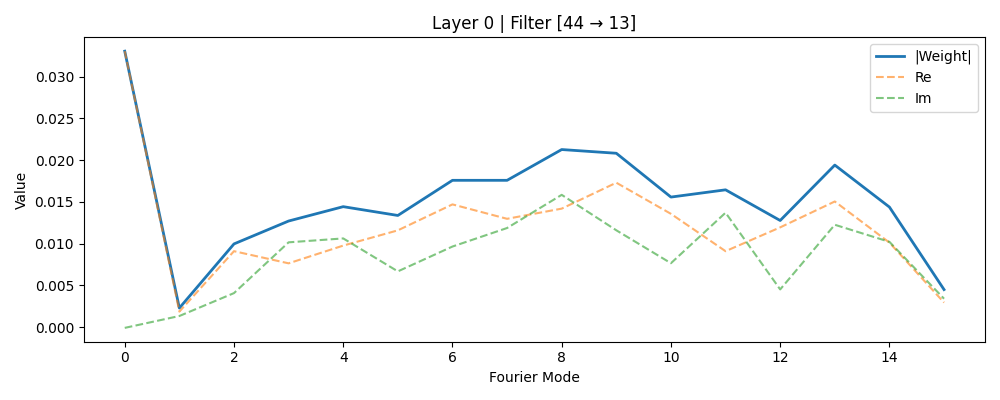 Layer 0 | Filter [44 → 13]
|Weight|
Re
Im
Value
0.030
0.025
0.020
0.015
0.010
0.005
0.000
0 2 4 6 8 10 12 14
Fourier Mode